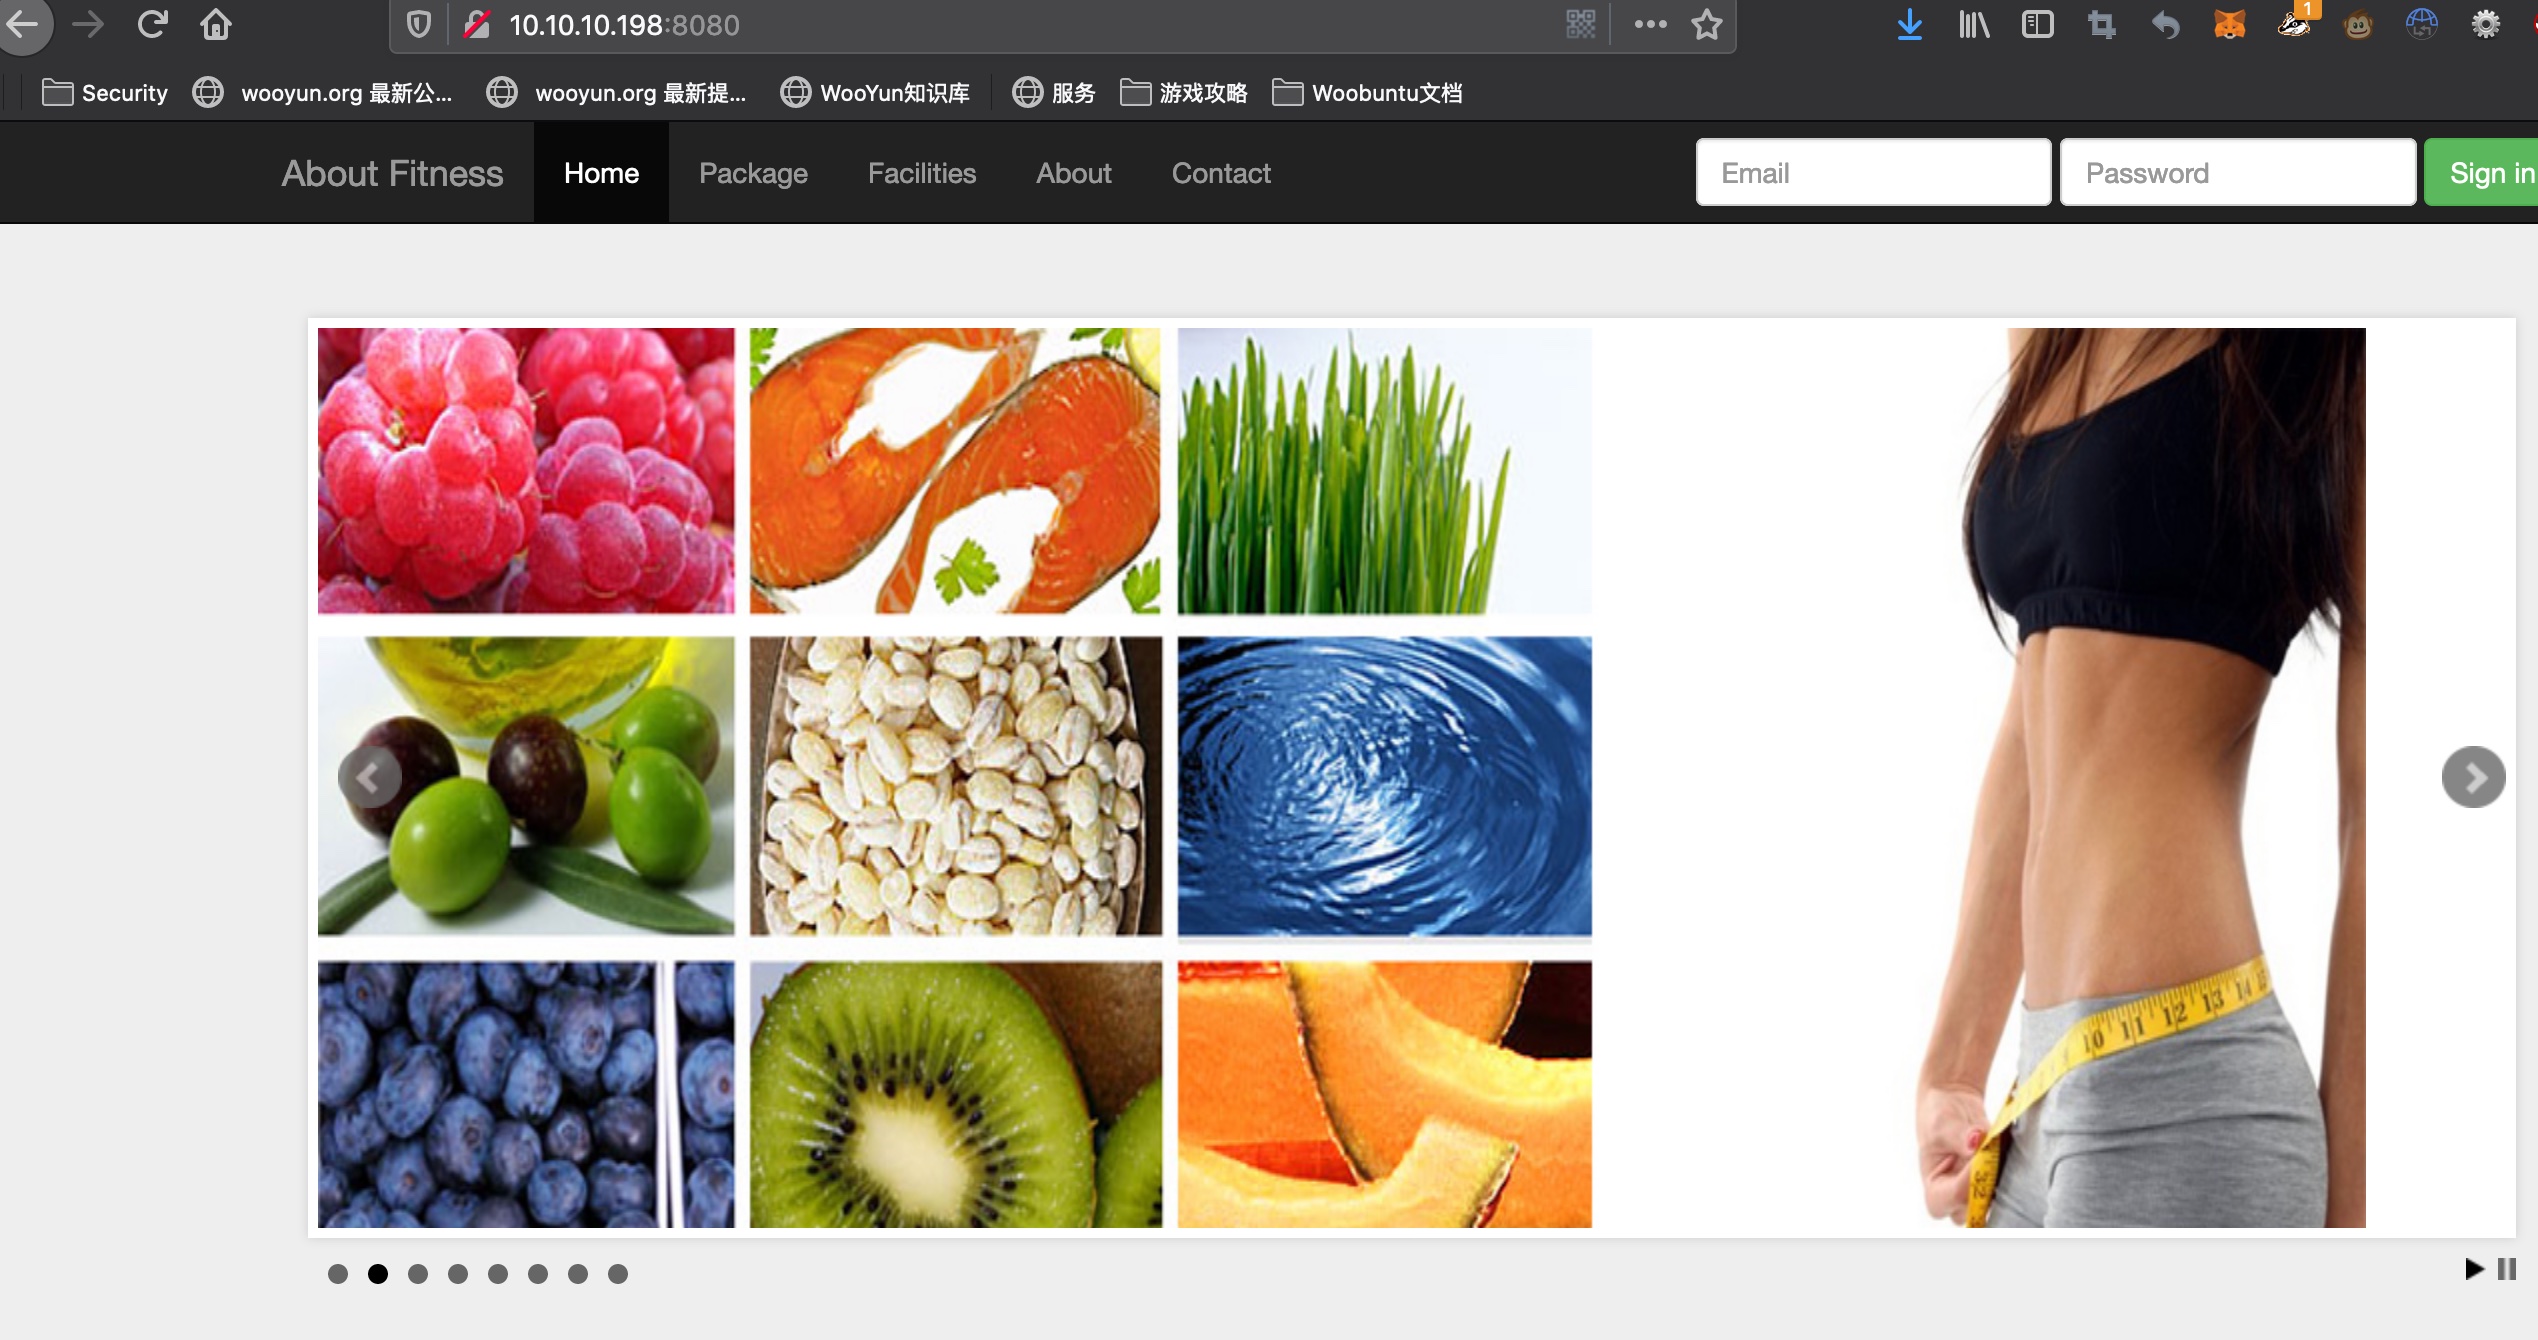 10.10.10.198:8080
1
Security wooyun.org 最新公... wooyun.org 最新提... WooYun知识库 服务 游戏攻略 Woobuntu文档
About Fitness Home Package Facilities About Contact Email Password Sign in
10 11 12 13 14
32